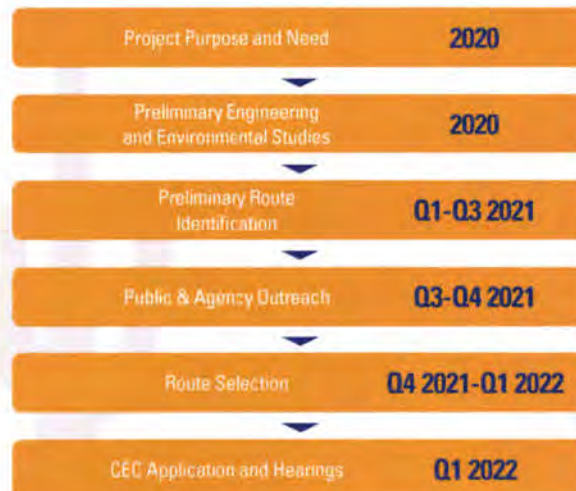 Project Purpose and Need 2020
Preliminary Engineering
and Environmental Studies 2020
Preliminary Route
Identification Q1-Q3 2021
Public & Agency Outreach Q3-Q4 2021
Route Selection Q4 2021-Q1 2022
CEC Application and Hearings Q1 2022